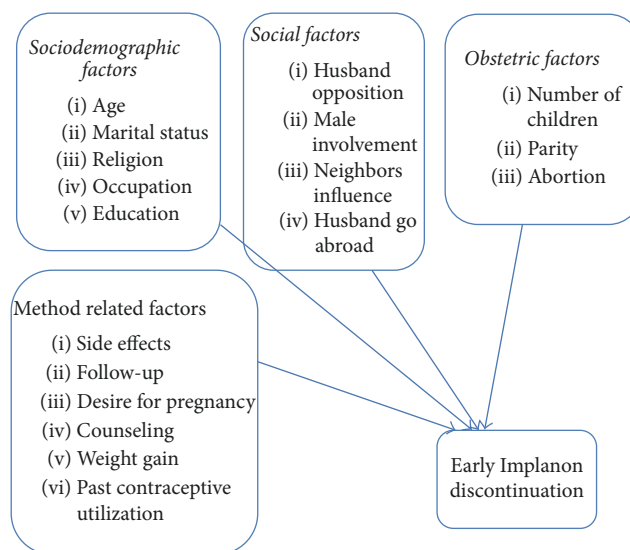 Sociodemographic
factors
(i) Age
(ii) Marital status
(iii) Religion
(iv) Occupation
(v) Education
Social factors
(i) Husband
opposition
(ii) Male
involvement
(iii) Neighbors
influence
(iv) Husband go
abroad
Obstetric factors
(i) Number of
children
(ii) Parity
(iii) Abortion
Method related factors
(i) Side effects
(ii) Follow-up
(iii) Desire for pregnancy
(iv) Counseling
(v) Weight gain
(vi) Past contraceptive
utilization
Early Implanon
discontinuation